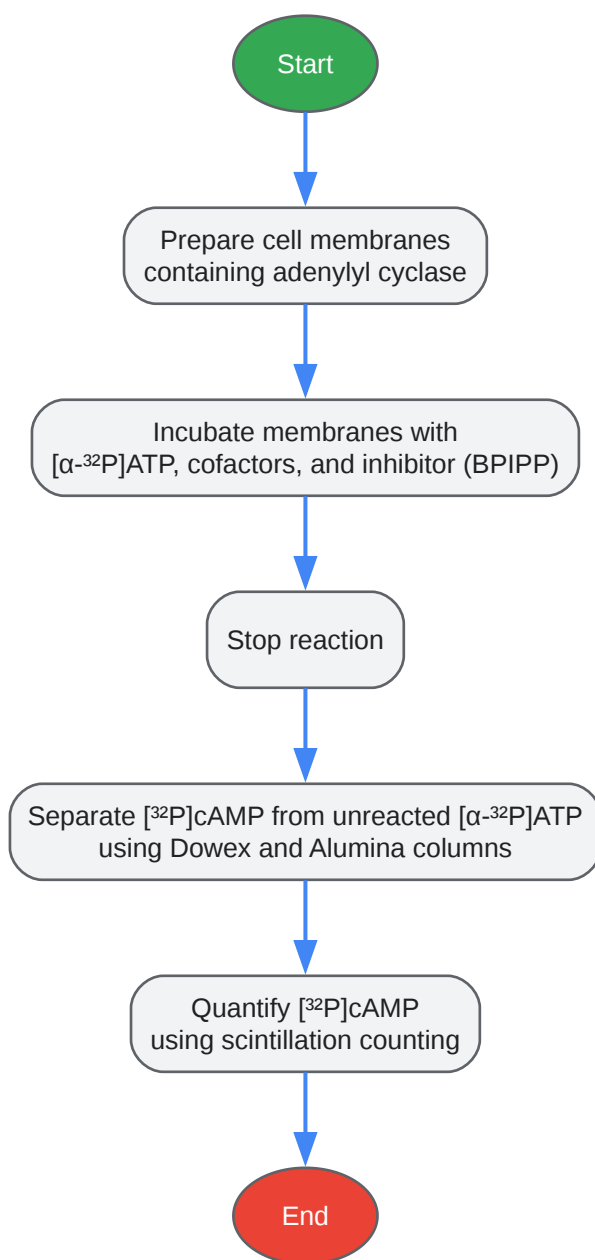 Start
Prepare cell membranes
containing adenylyl cyclase
Incubate membranes with
[α-³²P]ATP, cofactors, and inhibitor (BPIPP)
Stop reaction
Separate [³²P]cAMP from unreacted [α-³²P]ATP
using Dowex and Alumina columns
Quantify [³²P]cAMP
using scintillation counting
End